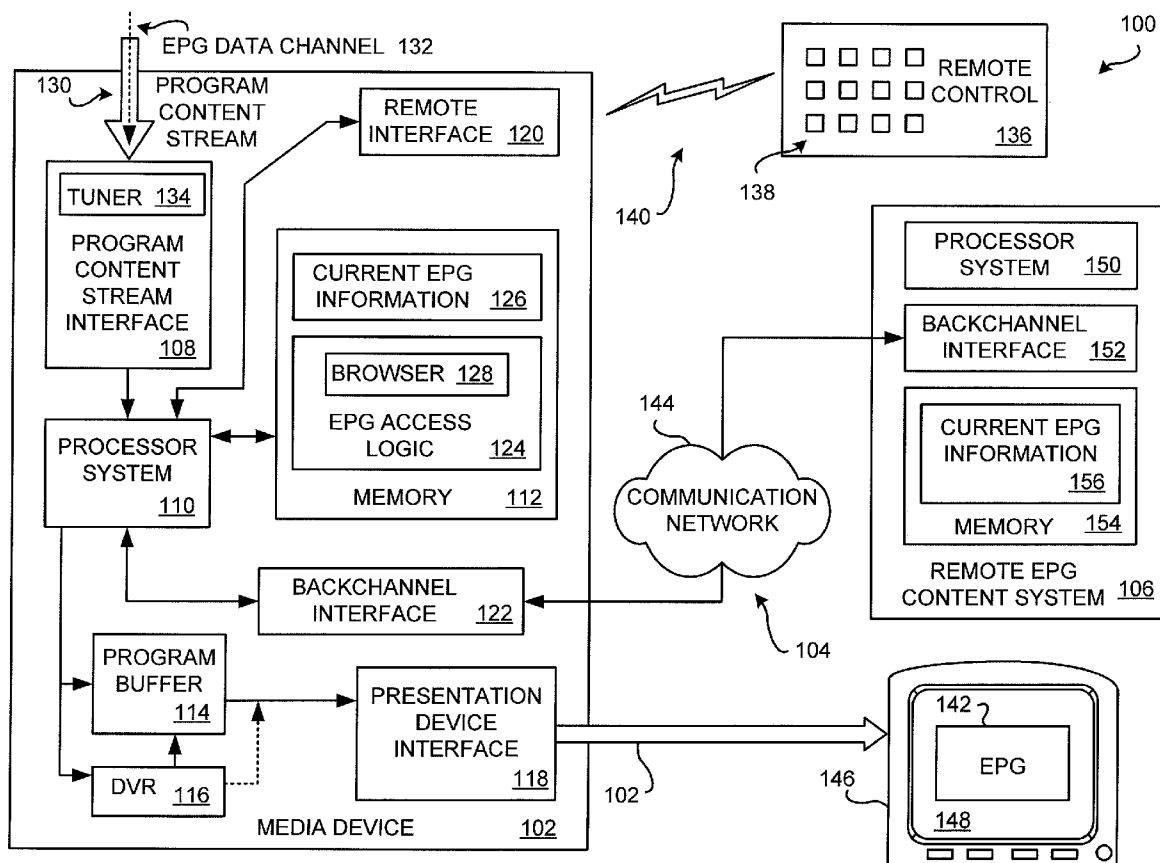 EPG DATA CHANNEL 132
100
130
PROGRAM
CONTENT
STREAM
REMOTE
INTERFACE 120
REMOTE
CONTROL
136
138
140
TUNER 134
PROGRAM
CONTENT
STREAM
INTERFACE
108
CURRENT EPG
INFORMATION 126
BROWSER 128
EPG ACCESS
LOGIC 124
MEMORY 112
PROCESSOR
SYSTEM
110
PROCESSOR
SYSTEM 150
BACKCHANNEL
INTERFACE 152
CURRENT EPG
INFORMATION
156
MEMORY 154
REMOTE EPG
CONTENT SYSTEM 106
144
COMMUNICATION
NETWORK
104
BACKCHANNEL
INTERFACE 122
PROGRAM
BUFFER
114
DVR 116
PRESENTATION
DEVICE
INTERFACE
118
MEDIA DEVICE 102
102
142
EPG
146
148